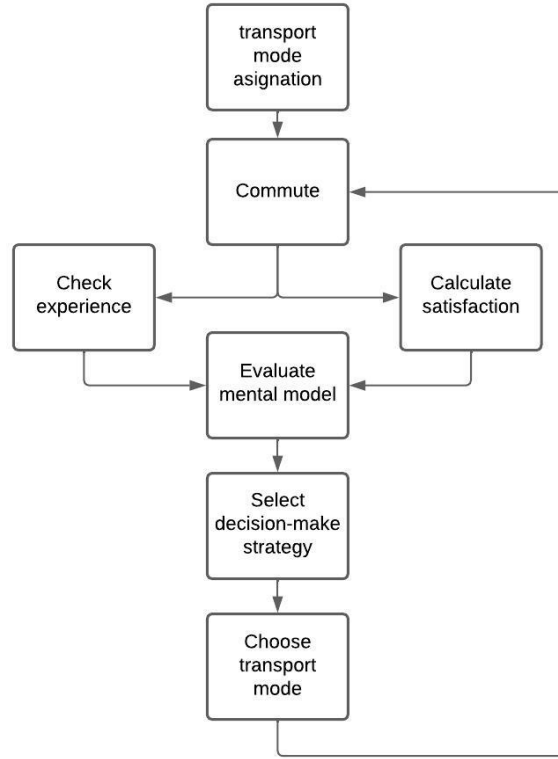 transport
mode
asignation
Commute
Check
experience
Calculate
satisfaction
Evaluate
mental model
Select
decision-make
strategy
Choose
transport
mode